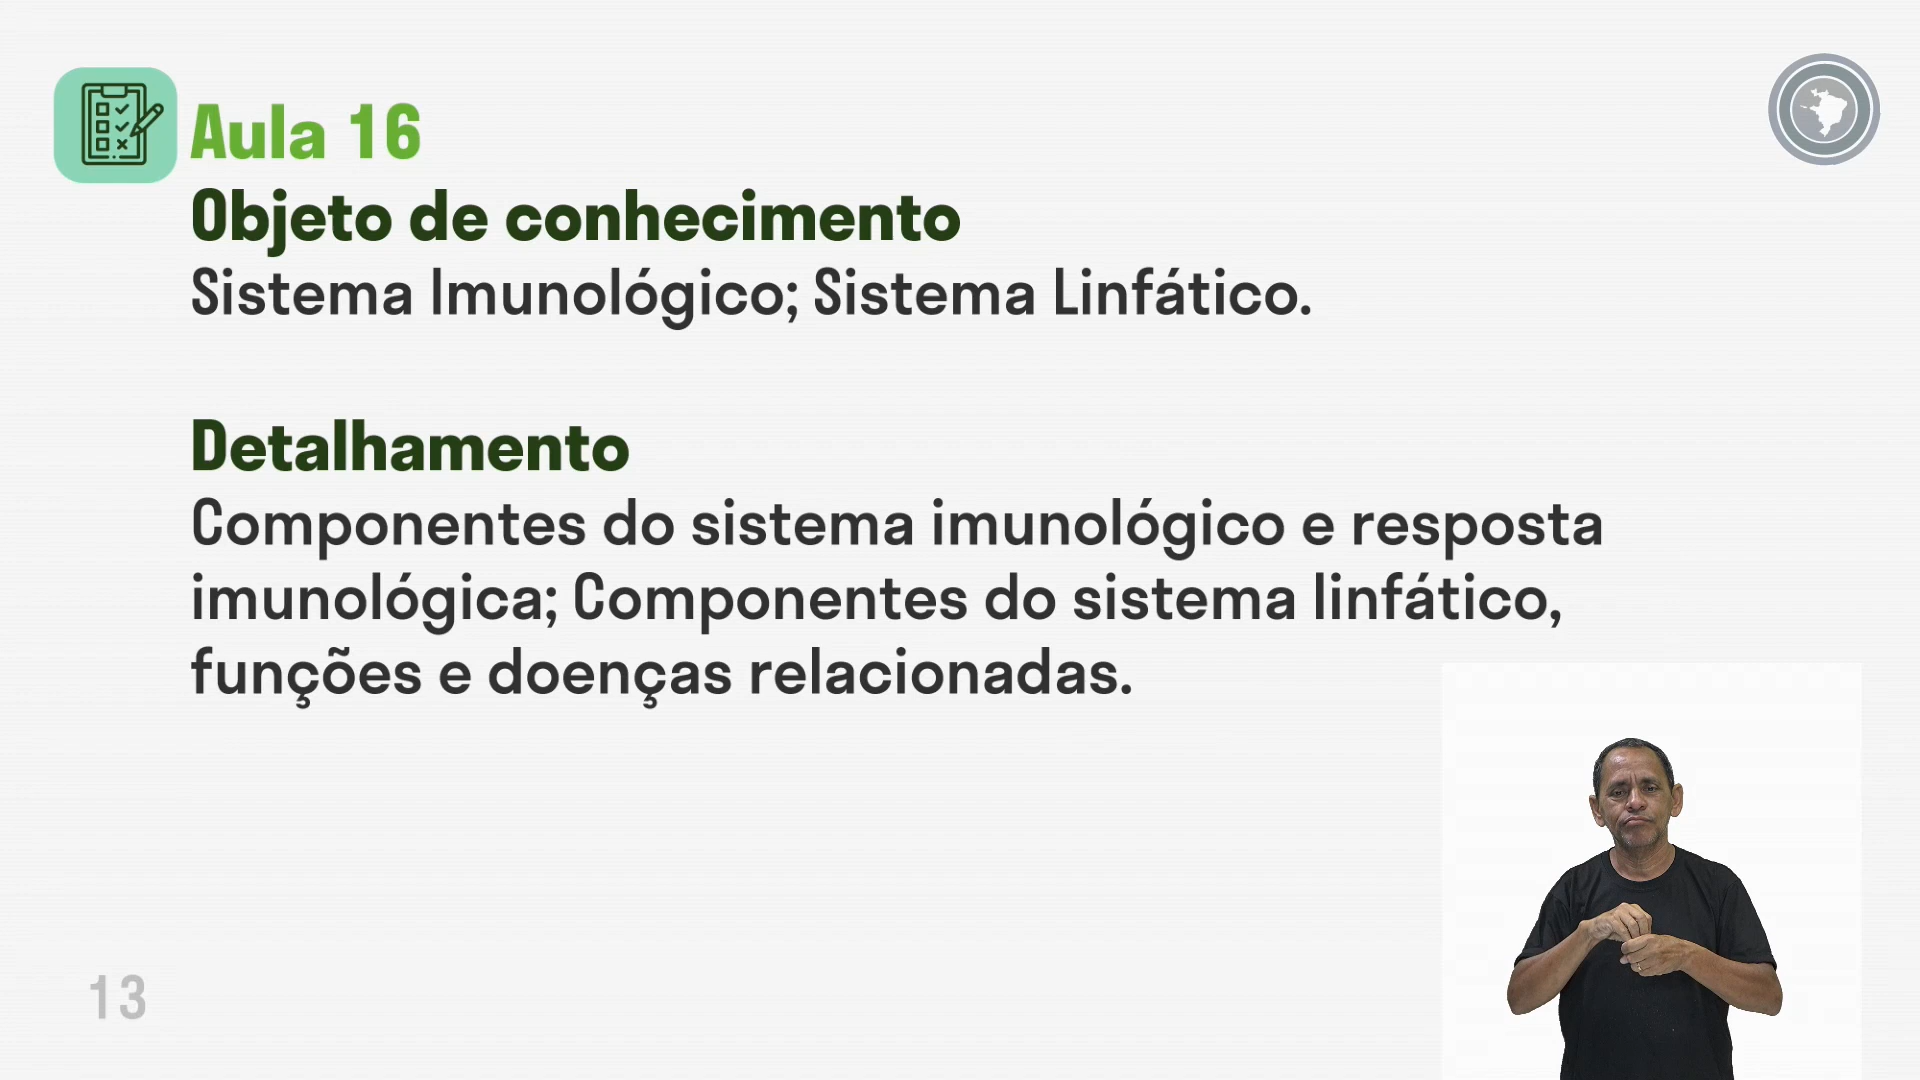 Aula 16
Objeto de conhecimento
Sistema Imunológico; Sistema Linfático.
Detalhamento
Componentes do sistema imunológico e resposta
imunológica; Componentes do sistema linfático,
funções e doenças relacionadas.
13